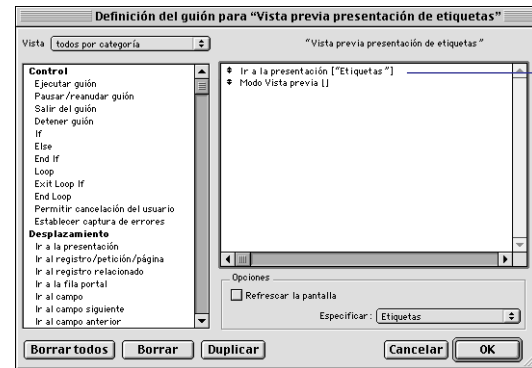 Definición del guión para “Vista previa presentación de etiquetas”
Vista todos por categoría
“Vista previa presentación de etiquetas”
Control
Ejecutar guión
Pausar/reanudar guión
Salir del guión
Detener guión
If
Else
End If
Loop
Exit Loop If
End Loop
Permitir cancelación del usuario
Establecer captura de errores
Desplazamiento
Ir a la presentación
Ir al registro/petición/página
Ir al registro relacionado
Ir a la fila portal
Ir al campo
Ir al campo siguiente
Ir al campo anterior
Ir a la presentación [“Etiquetas”]
Modo Vista previa []
Opciones
Refrescar la pantalla
Especificar: Etiquetas
Borrar todos Borrar Duplicar Cancelar OK